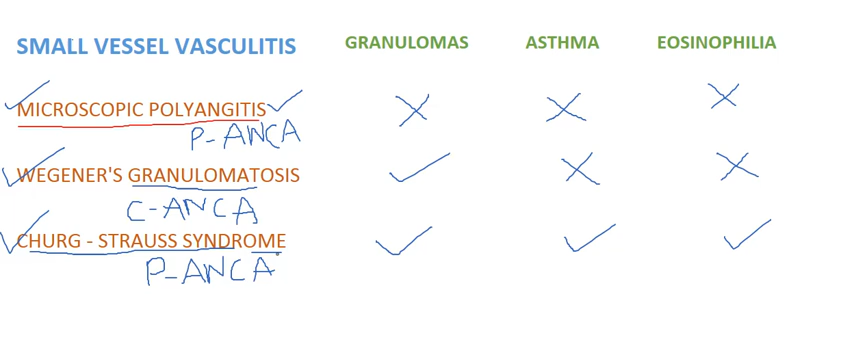 SMALL VESSEL VASCULITIS GRANULOMAS ASTHMA EOSINOPHILIA
MICROSCOPIC POLYANGITIS
P-ANCA
WEGENER'S GRANULOMATOSIS
C-ANCA
CHURG - STRAUSS SYNDROME
P-ANCA